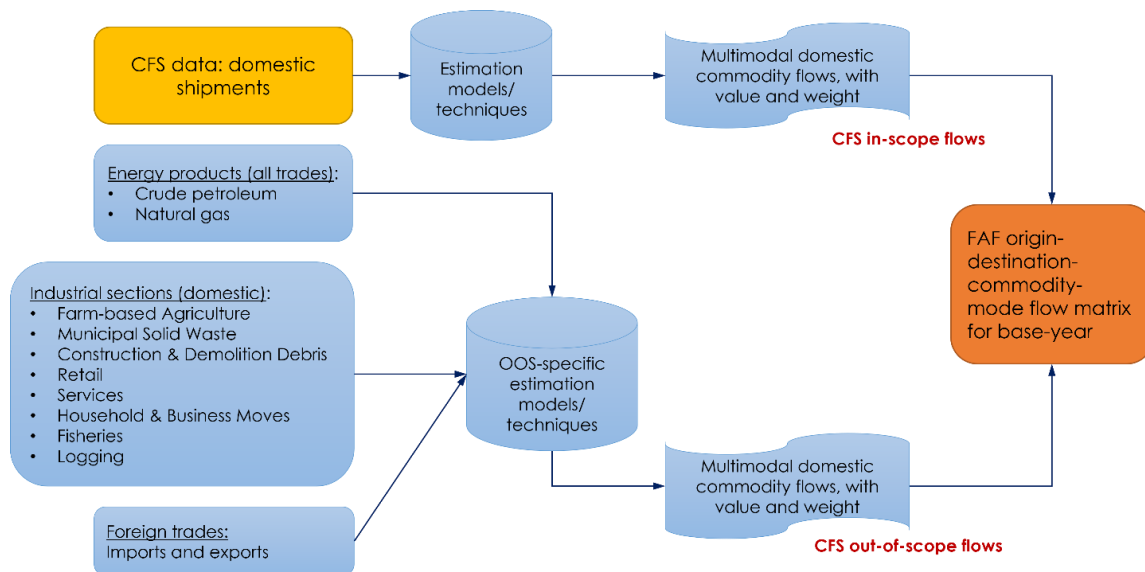 CFS data: domestic
shipments
Estimation
models/
techniques
Multimodal domestic
commodity flows, with
value and weight
CFS in-scope flows
Energy products (all trades):
• Crude petroleum
• Natural gas
Industrial sections (domestic):
• Farm-based Agriculture
• Municipal Solid Waste
• Construction & Demolition Debris
• Retail
• Services
• Household & Business Moves
• Fisheries
• Logging
Foreign trades:
Imports and exports
OOS-specific
estimation
models/
techniques
Multimodal domestic
commodity flows, with
value and weight
CFS out-of-scope flows
FAF origin-
destination-
commodity-
mode flow matrix
for base-year